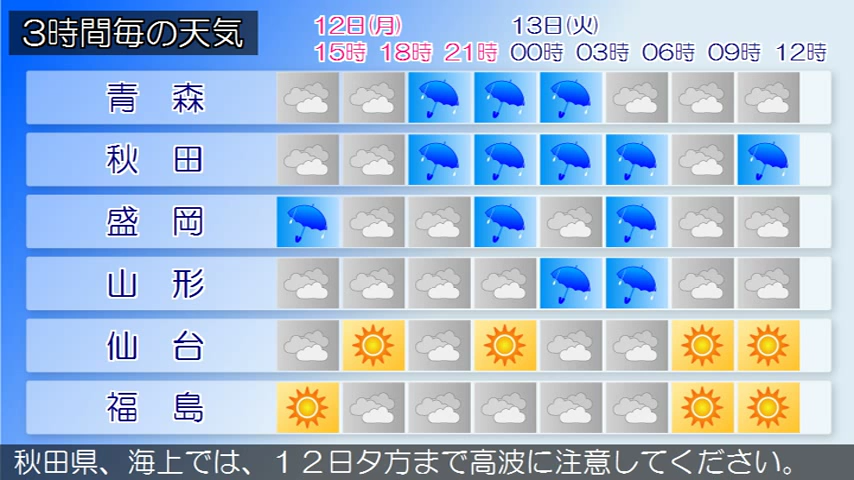 3時間毎の天気
12日(月) 13日(火)
15時 18時 21時 00時 03時 06時 09時 12時
青森
秋田
盛岡
山形
仙台
福島
秋田県、海上では、１２日夕方まで高波に注意してください。